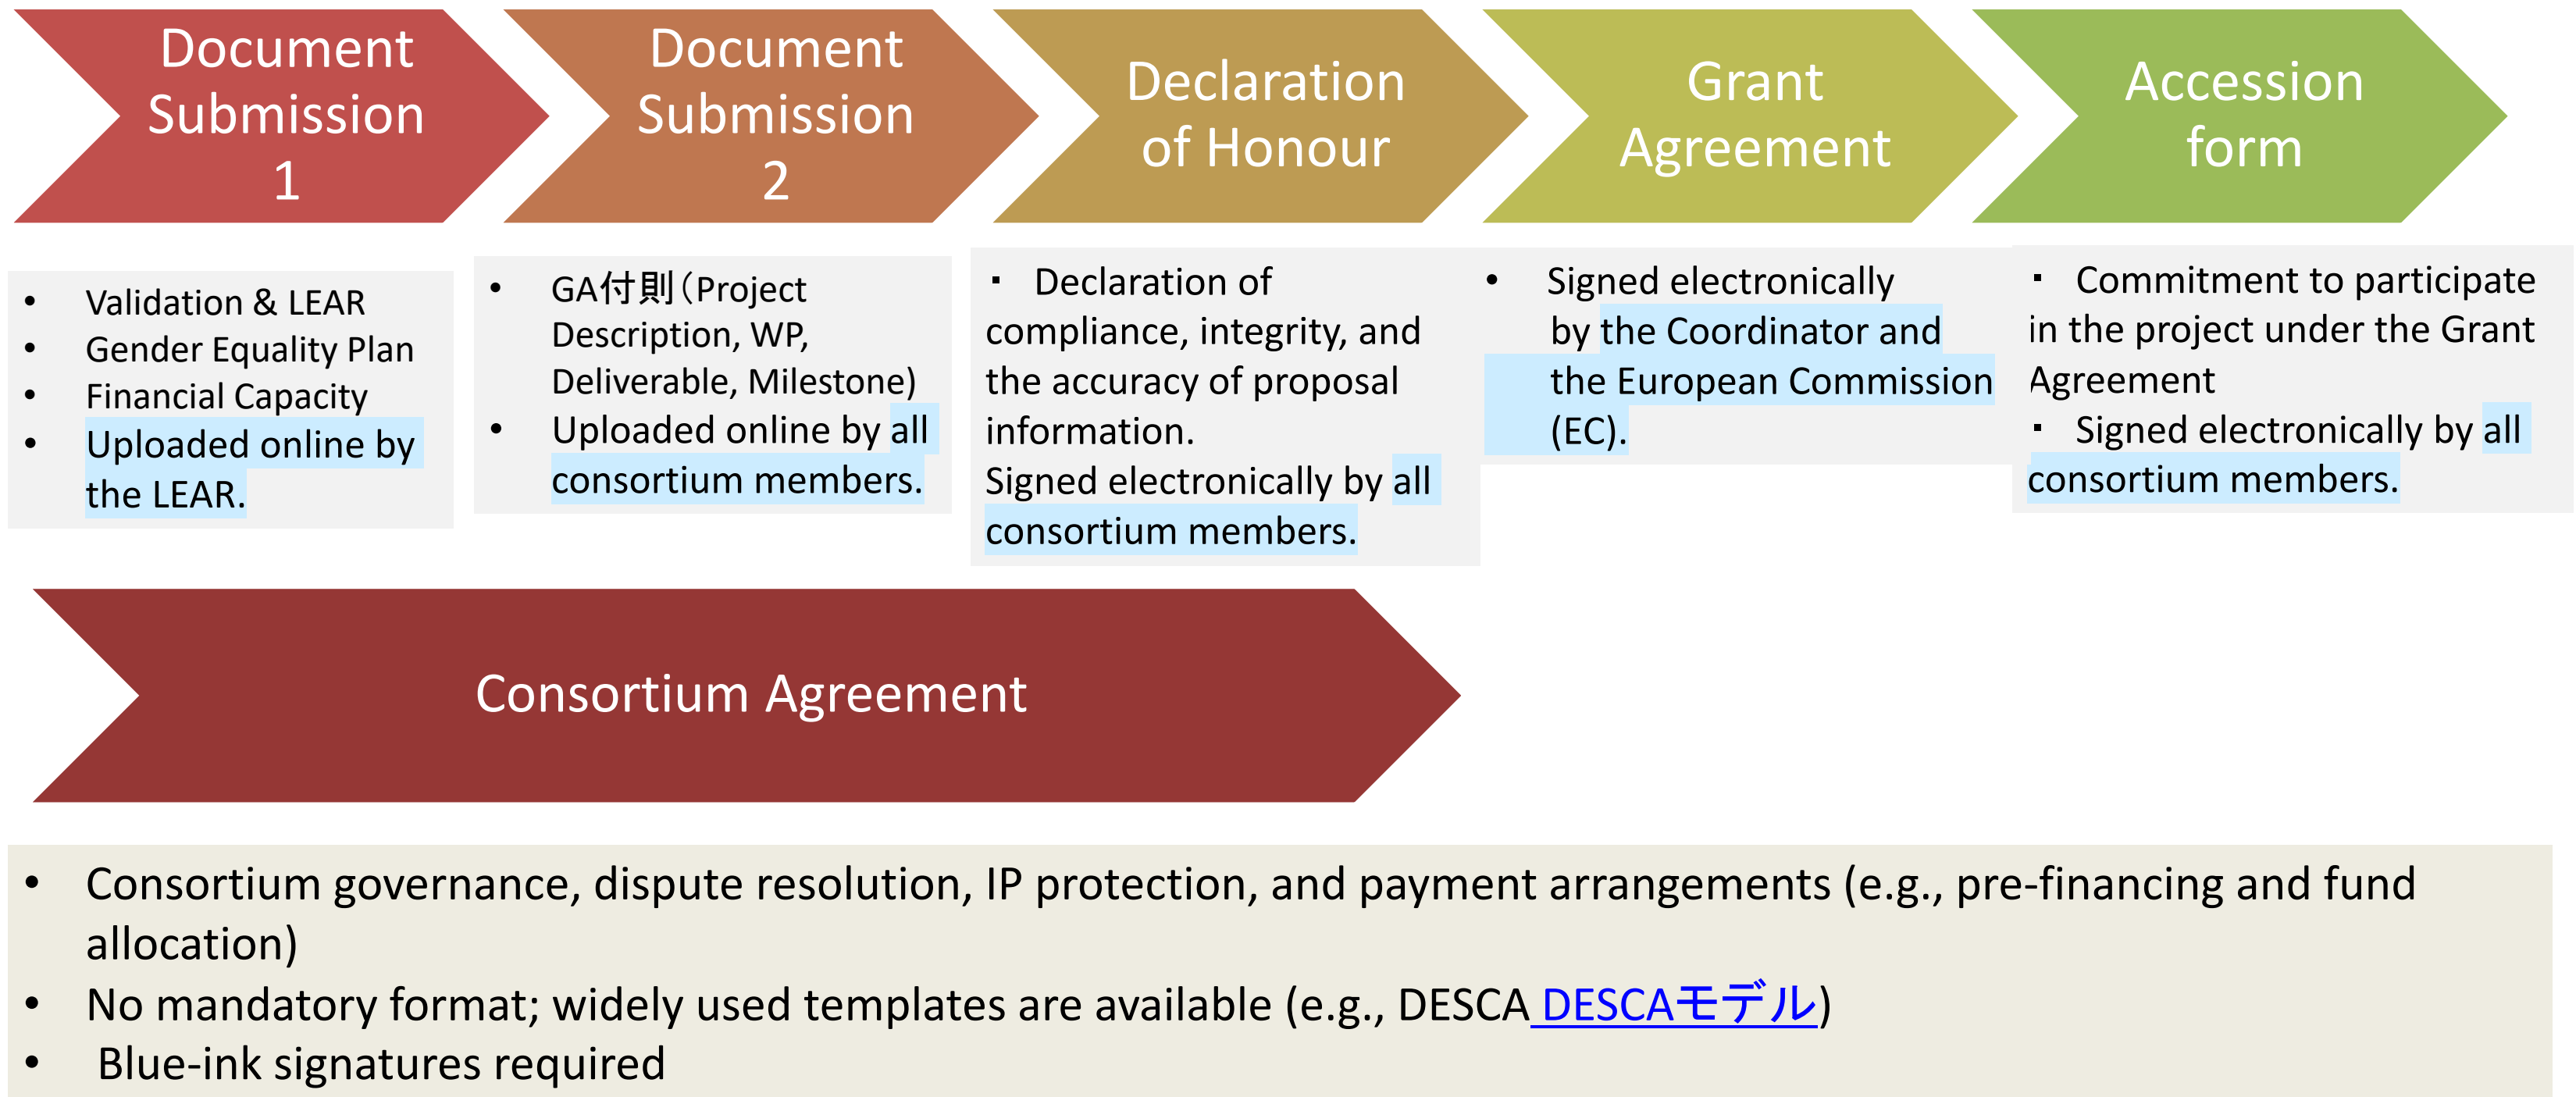 Document
Submission
1
Document
Submission
2
Declaration
of Honour
Grant
Agreement
Accession
form
• Validation & LEAR
• Gender Equality Plan
• Financial Capacity
• Uploaded online by
the LEAR.
• GA付則（Project
Description, WP,
Deliverable, Milestone)
• Uploaded online by all
consortium members.
・ Declaration of
compliance, integrity, and
the accuracy of proposal
information.
Signed electronically by all
consortium members.
• Signed electronically
by the Coordinator and
the European Commission
(EC).
・ Commitment to participate
in the project under the Grant
Agreement
・ Signed electronically by all
consortium members.
Consortium Agreement
• Consortium governance, dispute resolution, IP protection, and payment arrangements (e.g., pre-financing and fund
allocation)
• No mandatory format; widely used templates are available (e.g., DESCA DESCAモデル)
• Blue-ink signatures required